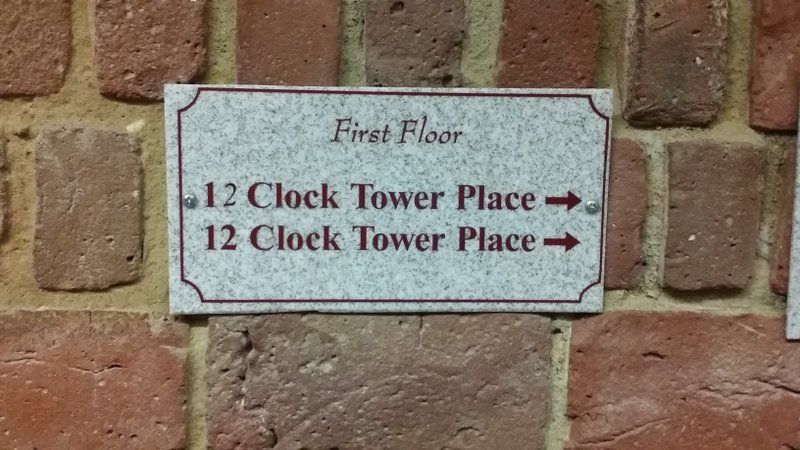 First Floor
12 Clock Tower Place →
12 Clock Tower Place →